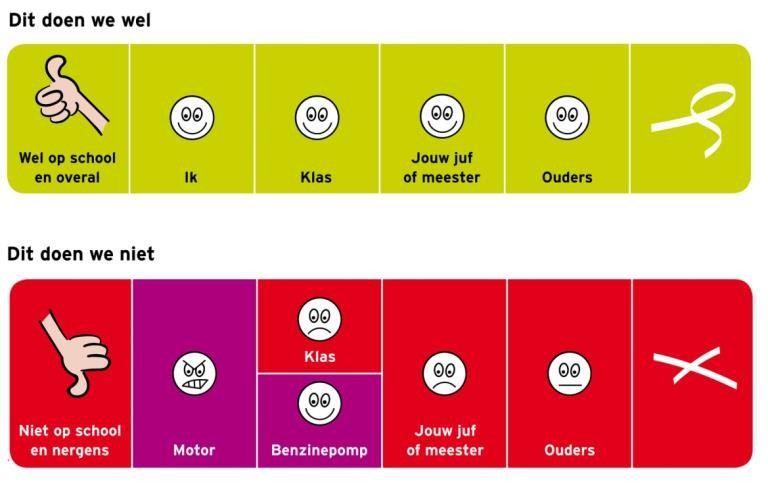 Dit doen we wel
Wel op school
en overal
Ik
Klas
Jouw juf
of meester
Ouders
Dit doen we niet
Niet op school
en nergens
Motor
Klas
Benzinepomp
Jouw juf
of meester
Ouders